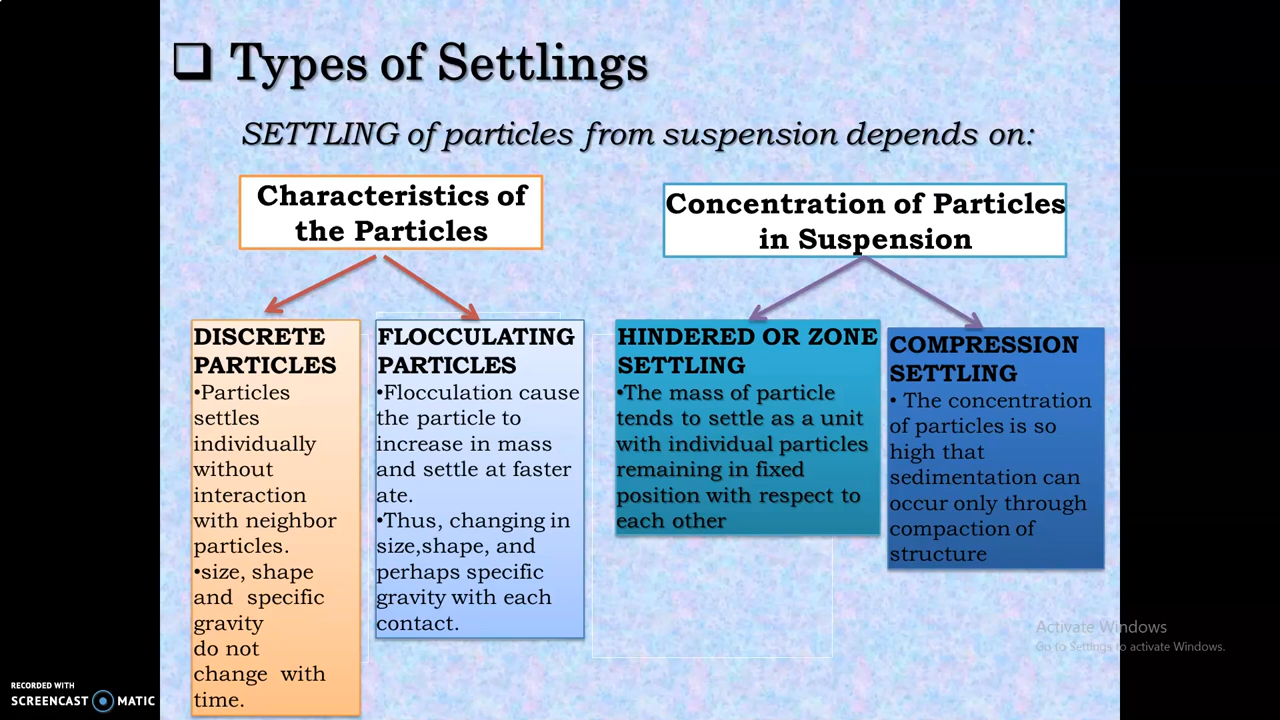 ❑ Types of Settlings
SETTLING of particles from suspension depends on:
Characteristics of
the Particles
Concentration of Particles
in Suspension
DISCRETE
PARTICLES
•Particles
settles
individually
without
interaction
with neighbor
particles.
•size, shape
and specific
gravity
do not
change with
time.
FLOCCULATING
PARTICLES
•Flocculation cause
the particle to
increase in mass
and settle at faster
ate.
•Thus, changing in
size,shape, and
perhaps specific
gravity with each
contact.
HINDERED OR ZONE
SETTLING
•The mass of particle
tends to settle as a unit
with individual particles
remaining in fixed
position with respect to
each other
COMPRESSION
SETTLING
• The concentration
of particles is so
high that
sedimentation can
occur only through
compaction of
structure
Activate Windows
Go to Settings to activate Windows.
RECORDED WITH
SCREENCAST MATIC